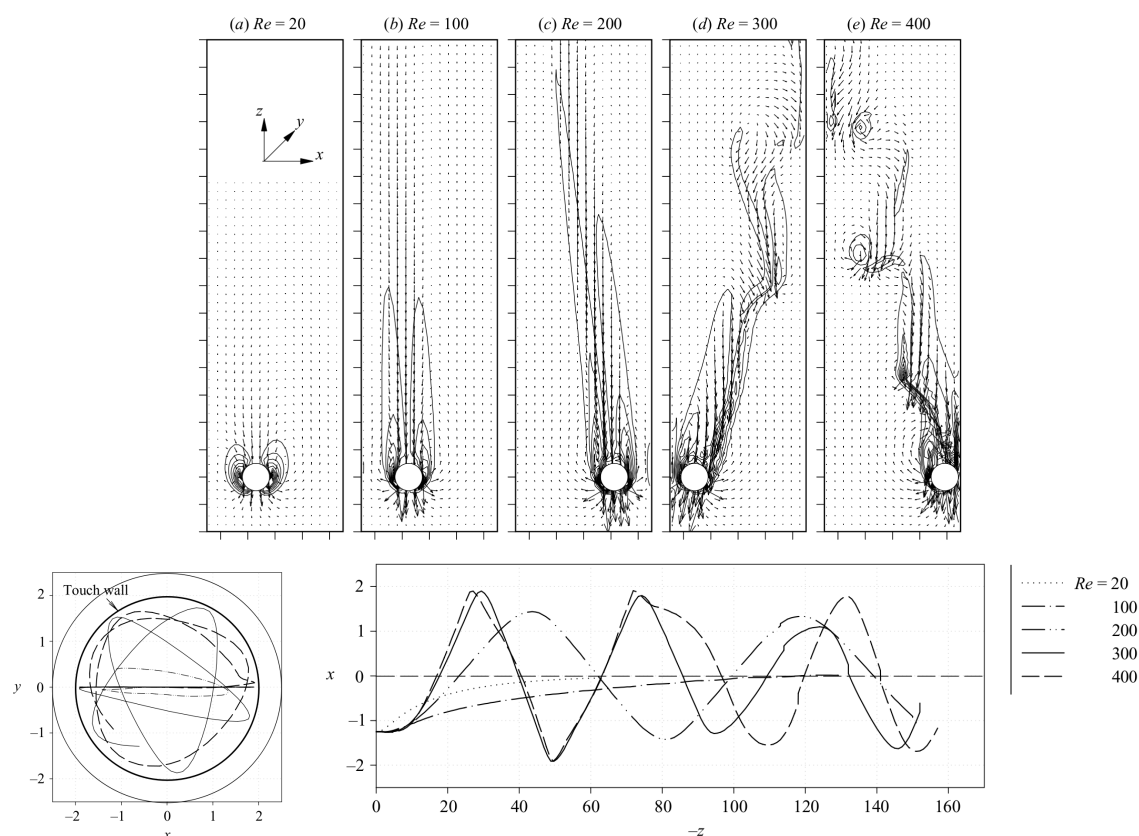 (a) Re = 20
(b) Re = 100
(c) Re = 200
(d) Re = 300
(e) Re = 400
z
y
x
Touch wall
2
1
y
0
–1
–2
–2
–1
0
1
2
x
2
1
x
0
–1
–2
0
20
40
60
80
100
120
140
160
–z
Re = 20
100
200
300
400